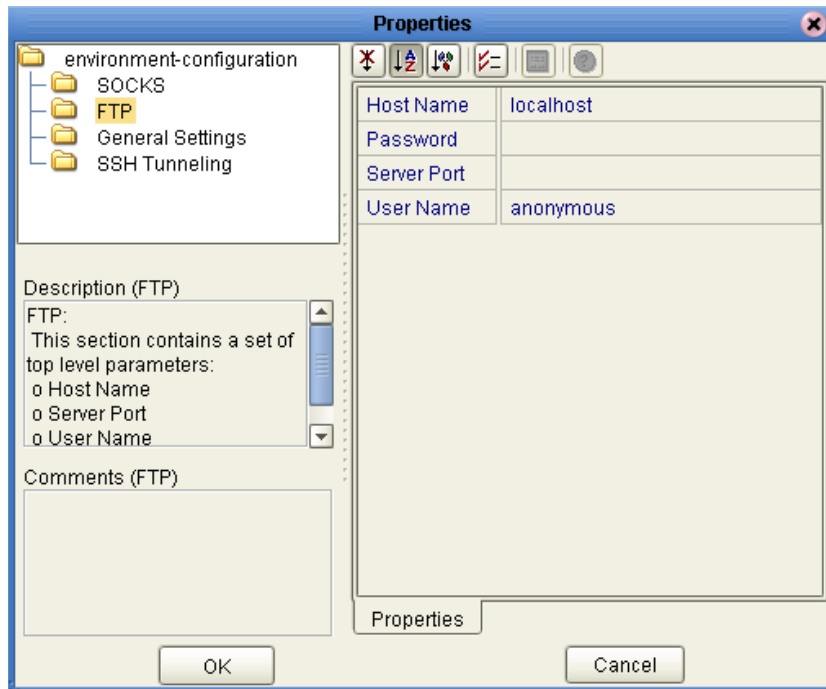 Properties
environment-configuration
SOCKS
FTP
General Settings
SSH Tunneling
Description (FTP)
FTP:
This section contains a set of
top level parameters:
o Host Name
o Server Port
o User Name
Comments (FTP)
Host Name localhost
Password
Server Port
User Name anonymous
Properties
OK
Cancel